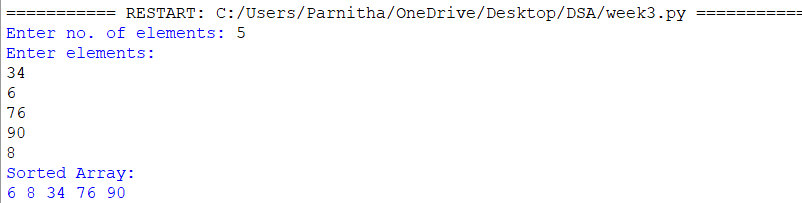 =========== RESTART: C:/Users/Parnitha/OneDrive/Desktop/DSA/week3.py ===========
Enter no. of elements: 5
Enter elements:
34
6
76
90
8
Sorted Array:
6 8 34 76 90